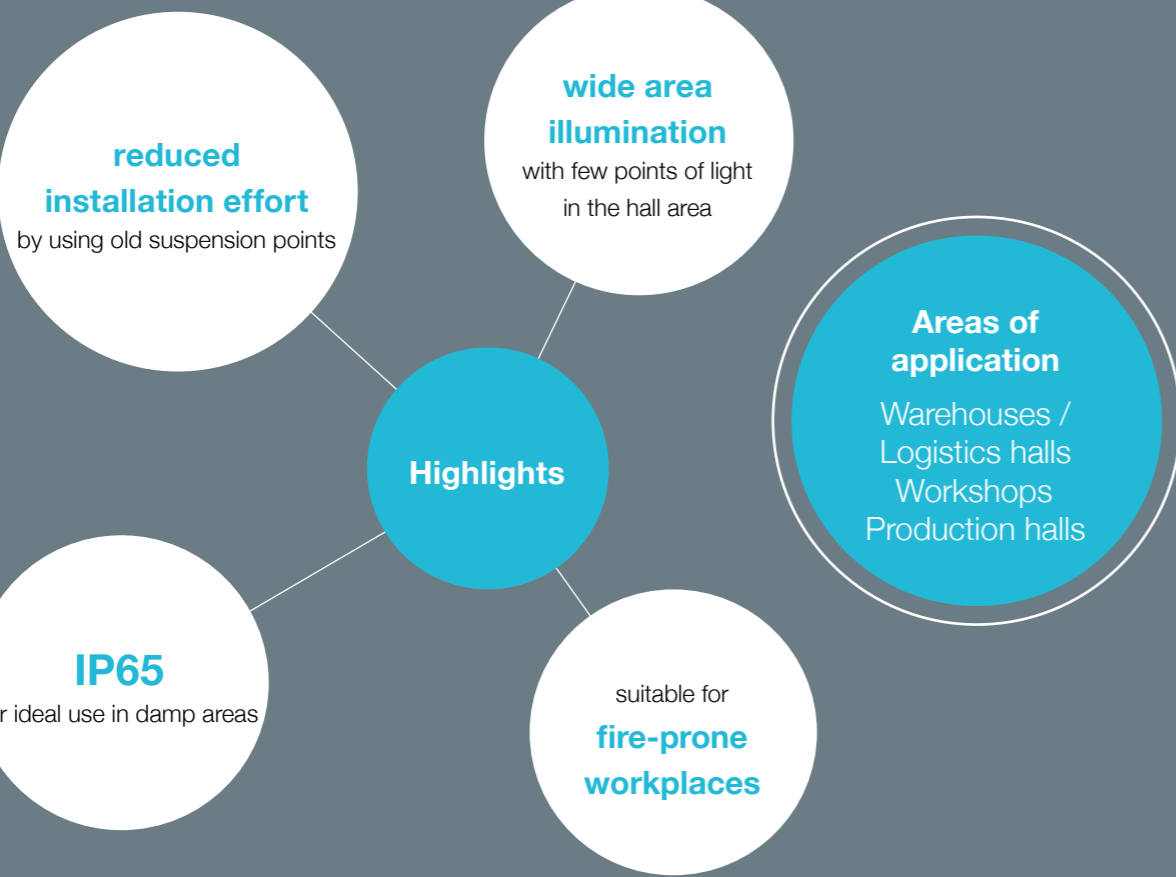 reduced
installation effort
by using old suspension points
wide area
illumination
with few points of light
in the hall area
Highlights
Areas of
application
Warehouses /
Logistics halls
Workshops
Production halls
IP65
r ideal use in damp areas
suitable for
fire-prone
workplaces